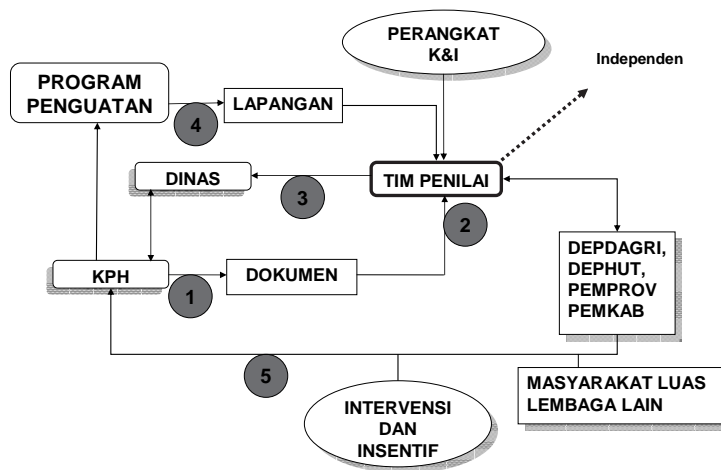 PERANGKAT
K&I
Independen
PROGRAM
PENGUATAN
4
LAPANGAN
DINAS
3
TIM PENILAI
2
KPH
1
DOKUMEN
DEPDAGRI,
DEPHUT,
PEMPROV
PEMKAB
5
INTERVENSI
DAN
INSENTIF
MASYARAKAT LUAS
LEMBAGA LAIN